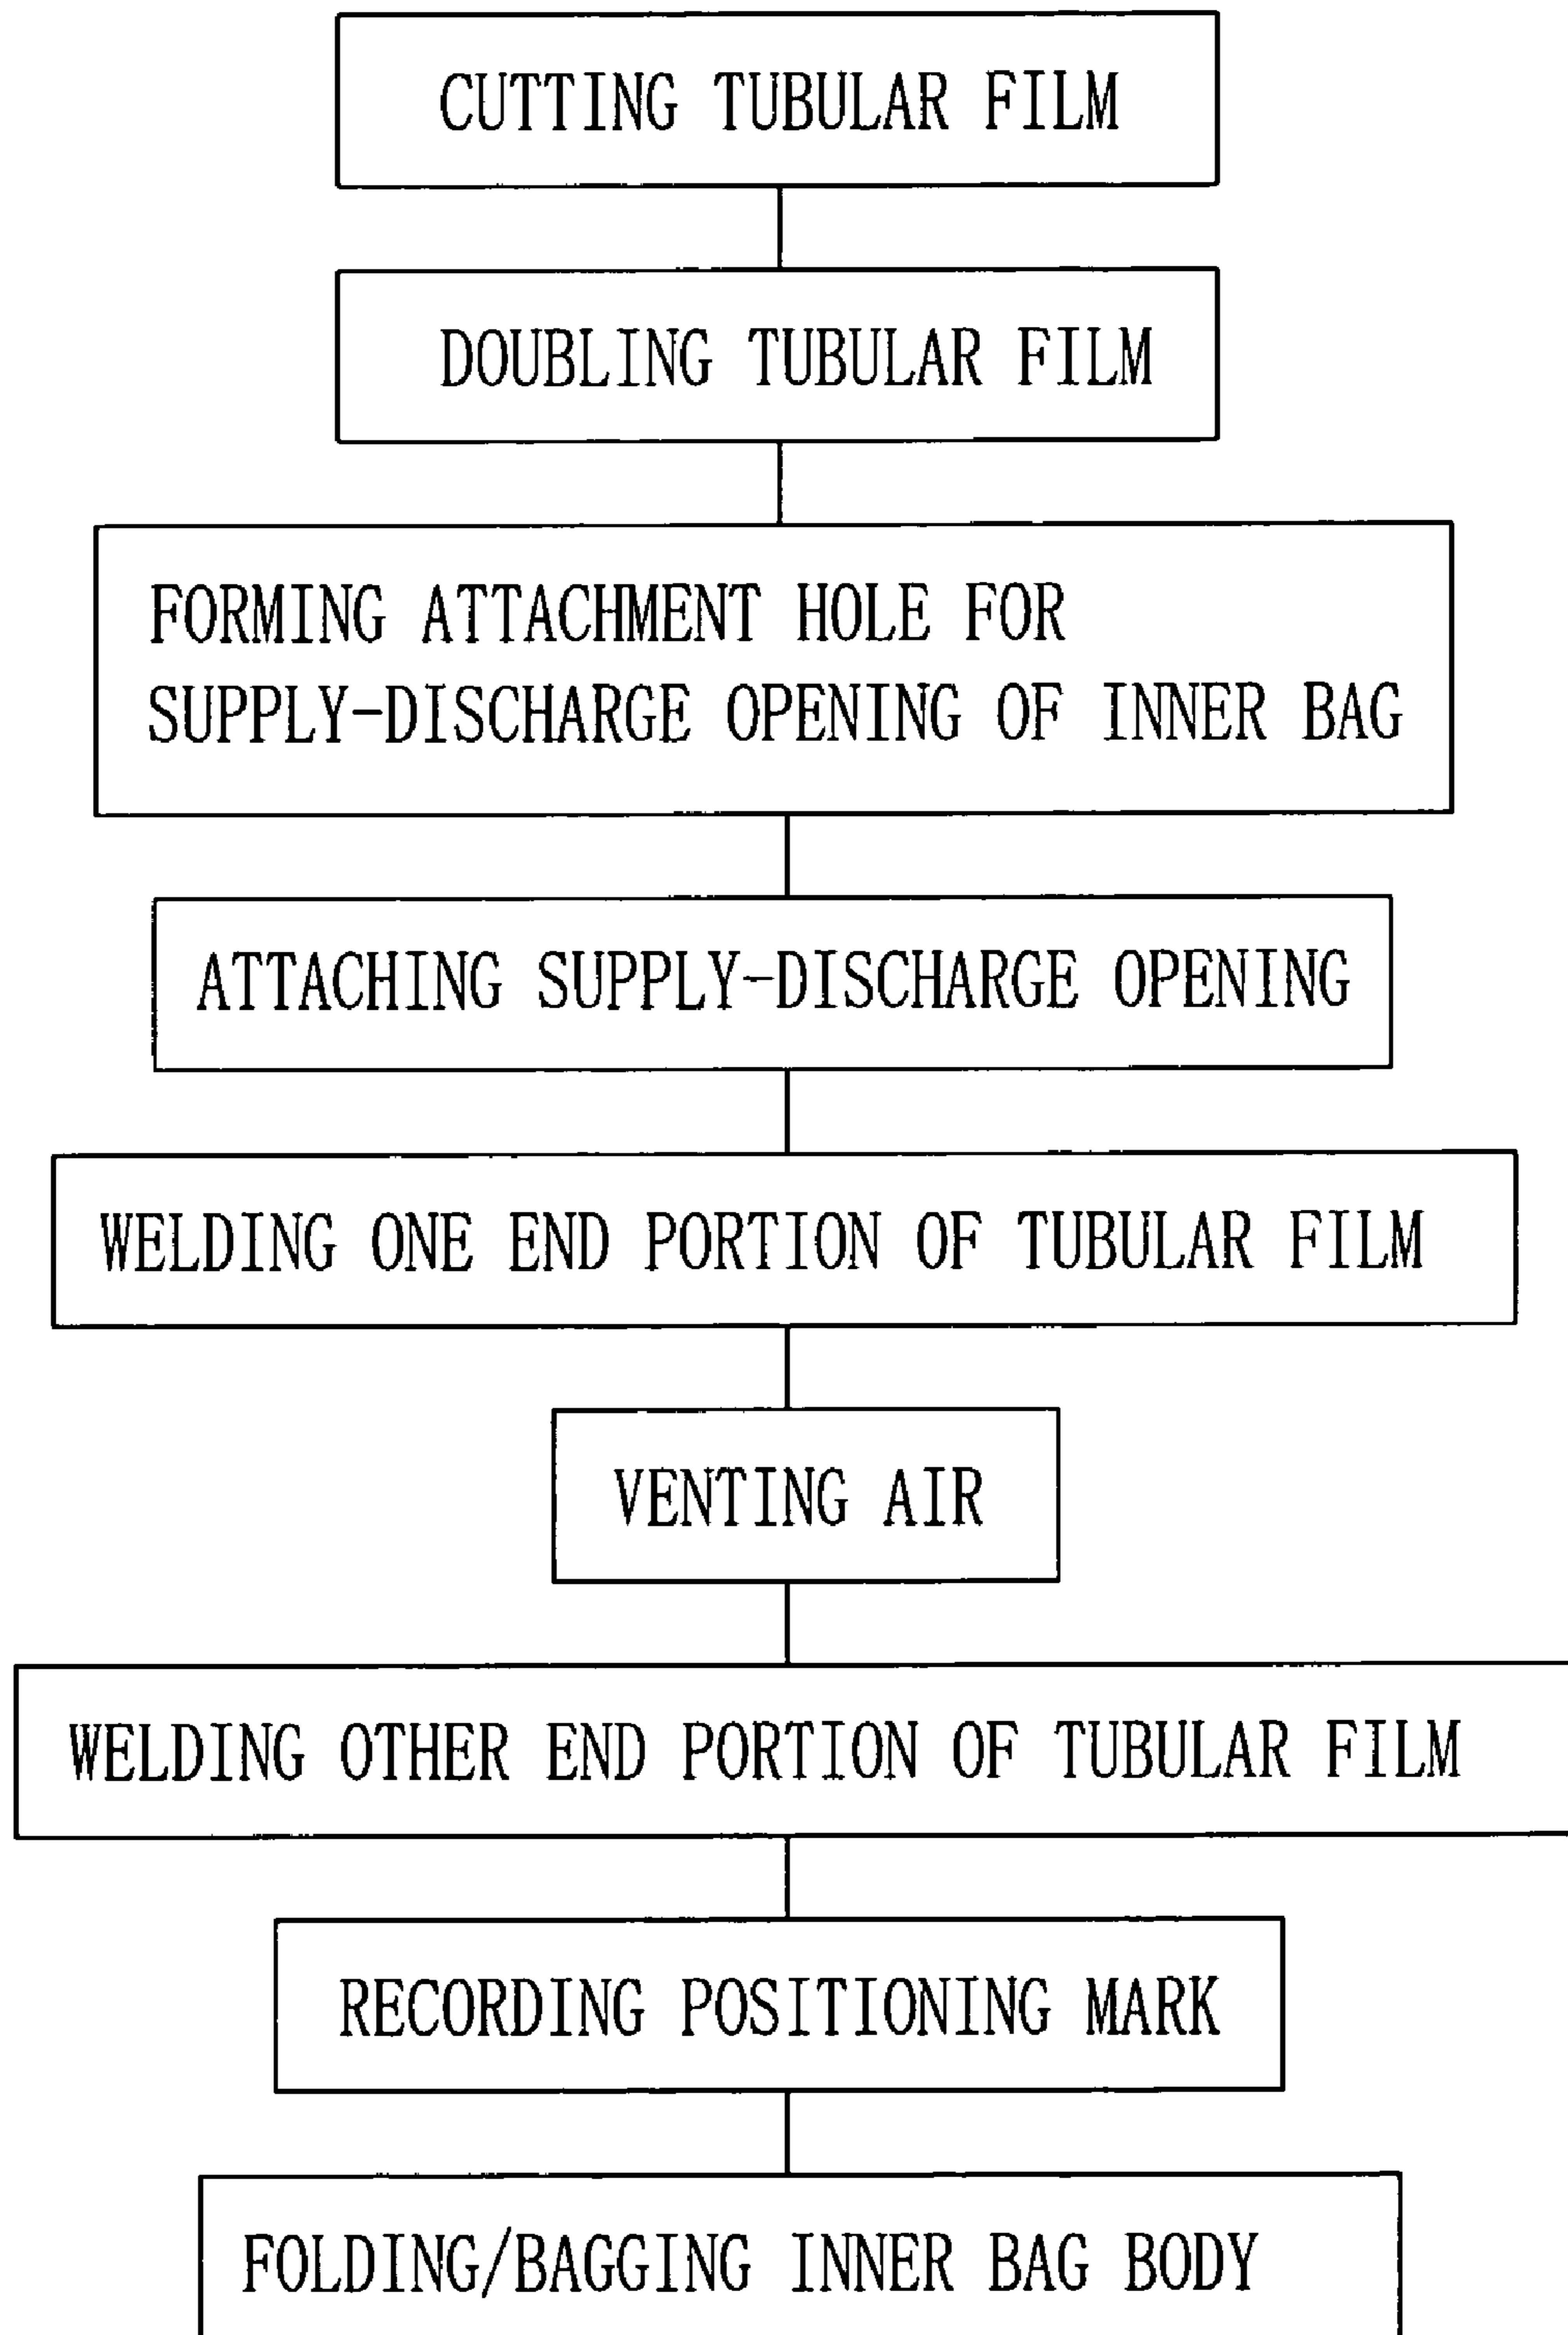 CUTTING TUBULAR FILM
DOUBLING TUBULAR FILM
FORMING ATTACHMENT HOLE FOR
SUPPLY-DISCHARGE OPENING OF INNER BAG
ATTACHING SUPPLY-DISCHARGE OPENING
WELDING ONE END PORTION OF TUBULAR FILM
VENTING AIR
WELDING OTHER END PORTION OF TUBULAR FILM
RECORDING POSITIONING MARK
FOLDING/BAGGING INNER BAG BODY